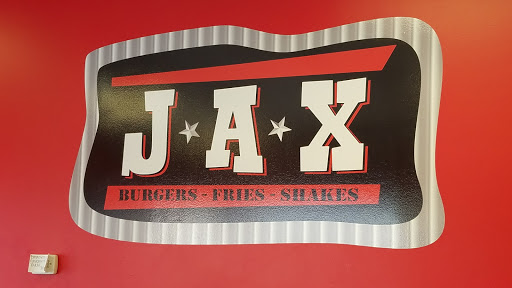 J★A★X
BURGERS - FRIES - SHAKES